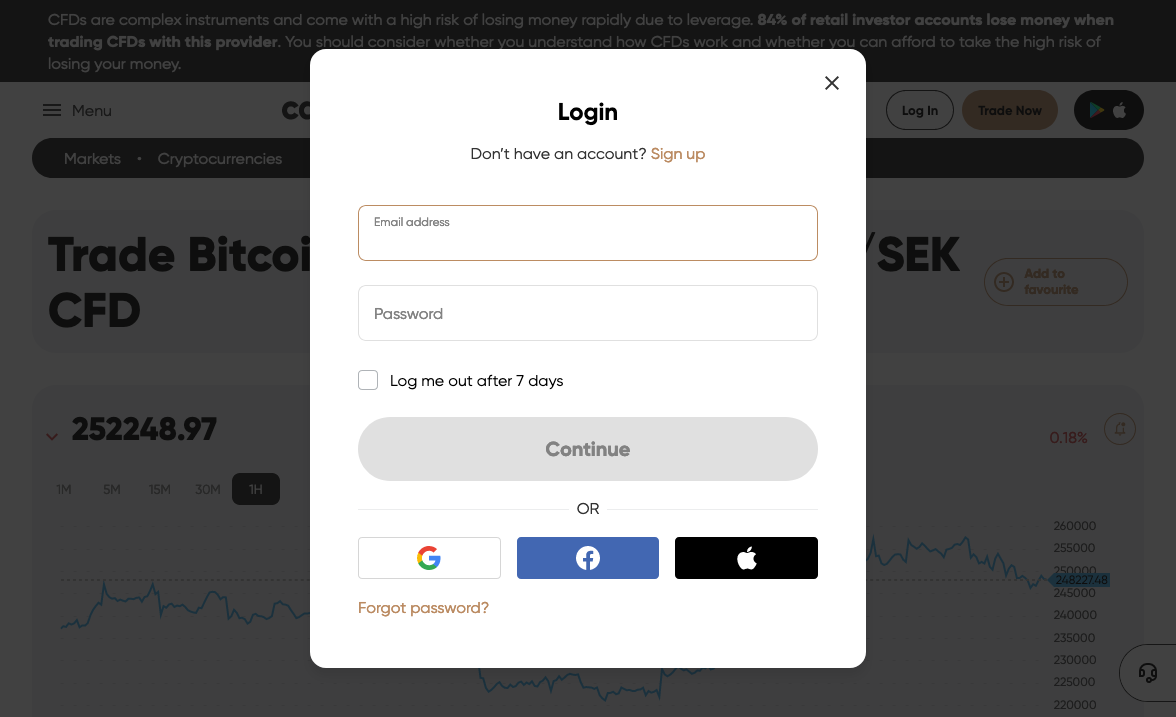 CFDs are complex instruments and come with a high risk of losing money rapidly due to leverage. 84% of retail investor accounts lose money when
trading CFDs with this provider. You should consider whether you understand how CFDs work and whether you can afford to take the high risk of
losing your money.
Menu
Log In
Trade Now
Markets • Cryptocurrencies
Trade Bitcoi
/SEK
CFD
Add to
favourite
252248.97
0.18%
1M
5M
15M
30M
1H
260000
255000
250000
248227.48
245000
240000
235000
230000
225000
220000
Login
Don't have an account? Sign up
Email address
Password
Log me out after 7 days
Continue
OR
Forgot password?